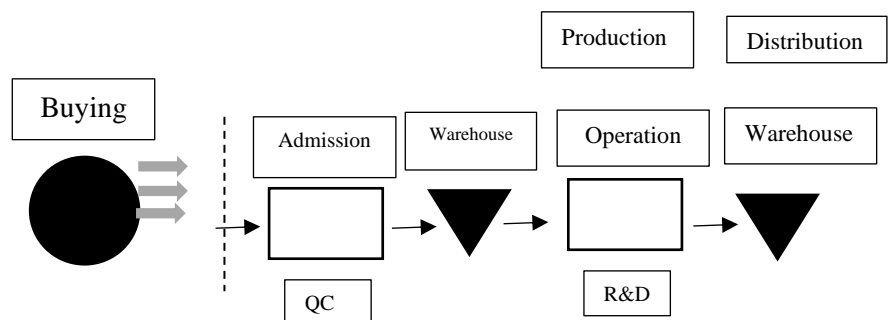 Production
Distribution
Buying
Admission
Warehouse
Operation
Warehouse
QC
R&D